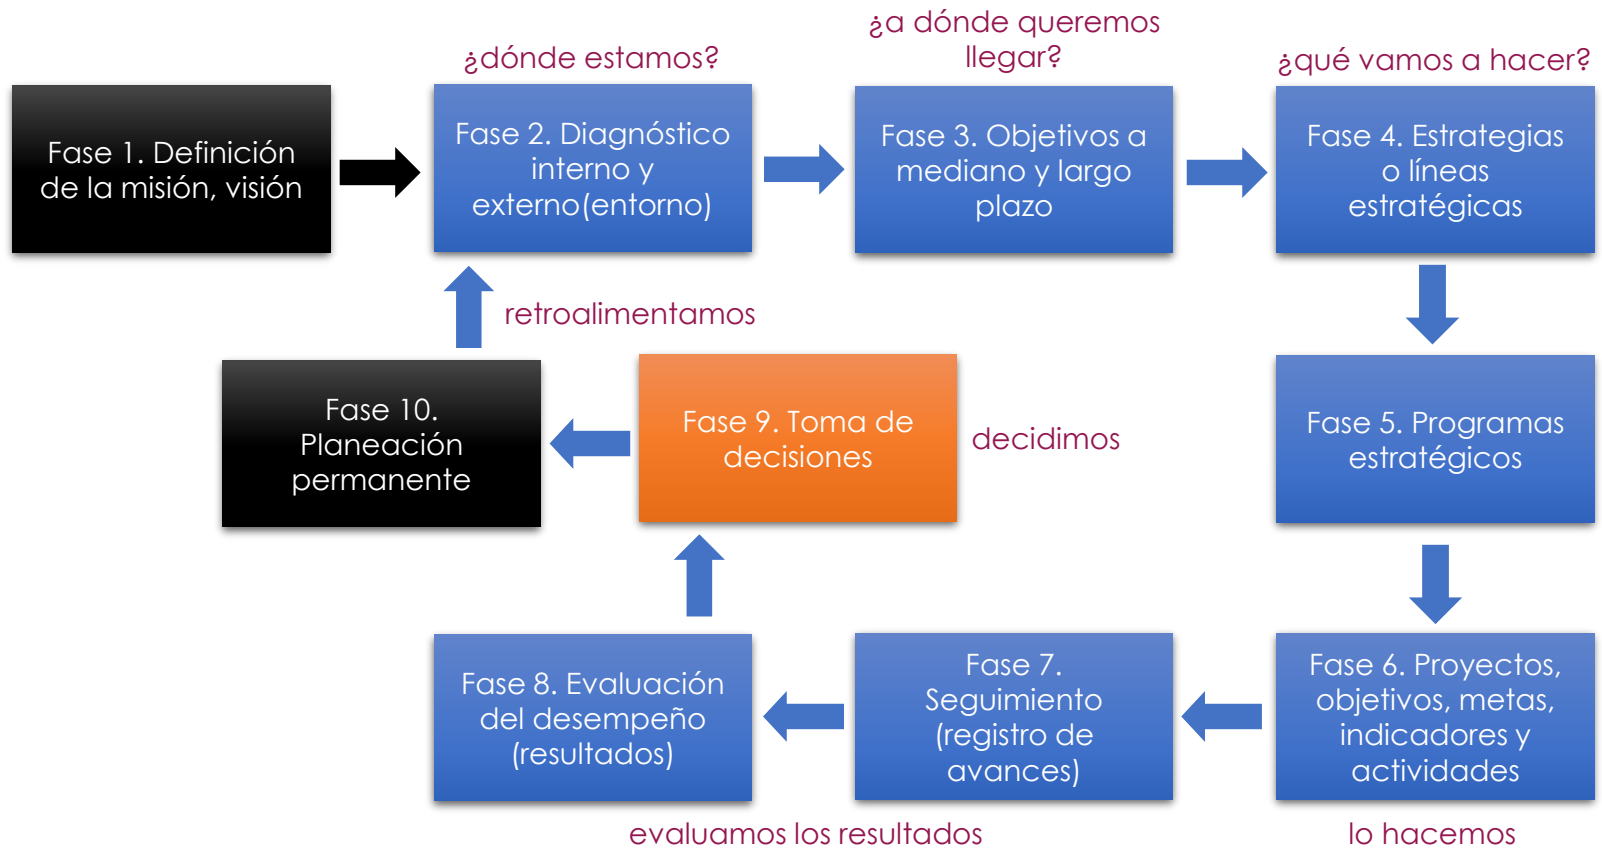 ¿dónde estamos?
¿a dónde queremos
llegar?
¿qué vamos a hacer?
Fase 1. Definición
de la misión, visión
Fase 2. Diagnóstico
interno y
externo(entorno)
Fase 3. Objetivos a
mediano y largo
plazo
Fase 4. Estrategias
o líneas
estratégicas
retroalimentamos
Fase 10.
Planeación
permanente
Fase 9. Toma de
decisiones
decidimos
Fase 5. Programas
estratégicos
Fase 8. Evaluación
del desempeño
(resultados)
Fase 7.
Seguimiento
(registro de
avances)
Fase 6. Proyectos,
objetivos, metas,
indicadores y
actividades
evaluamos los resultados
lo hacemos